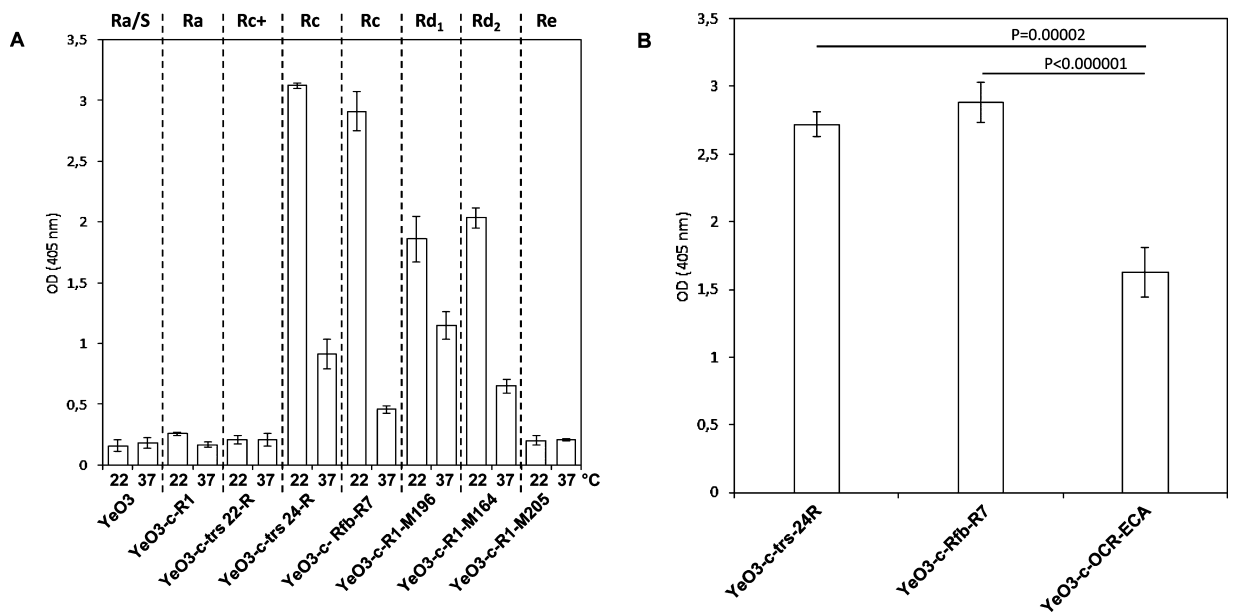 A
Ra/S Ra Rc+ Rc Rc Rd₁ Rd₂ Re
3,5
3
2,5
2
1,5
1
0,5
0
OD (405 nm)
22 37 22 37 22 37 22 37 22 37 22 37 22 37 22 37 °C
YeO3
YeO3-c-R1
YeO3-c-trs 22-R
YeO3-c-trs 24-R
YeO3-c- Rfb-R7
YeO3-c-R1-M196
YeO3-c-R1-M164
YeO3-c-R1-M205
B
P=0.00002
P<0.000001
3,5
3
2,5
2
1,5
1
0,5
0
OD (405 nm)
YeO3-c-trs-24R
YeO3-c-Rfb-R7
YeO3-c-OCR-ECA